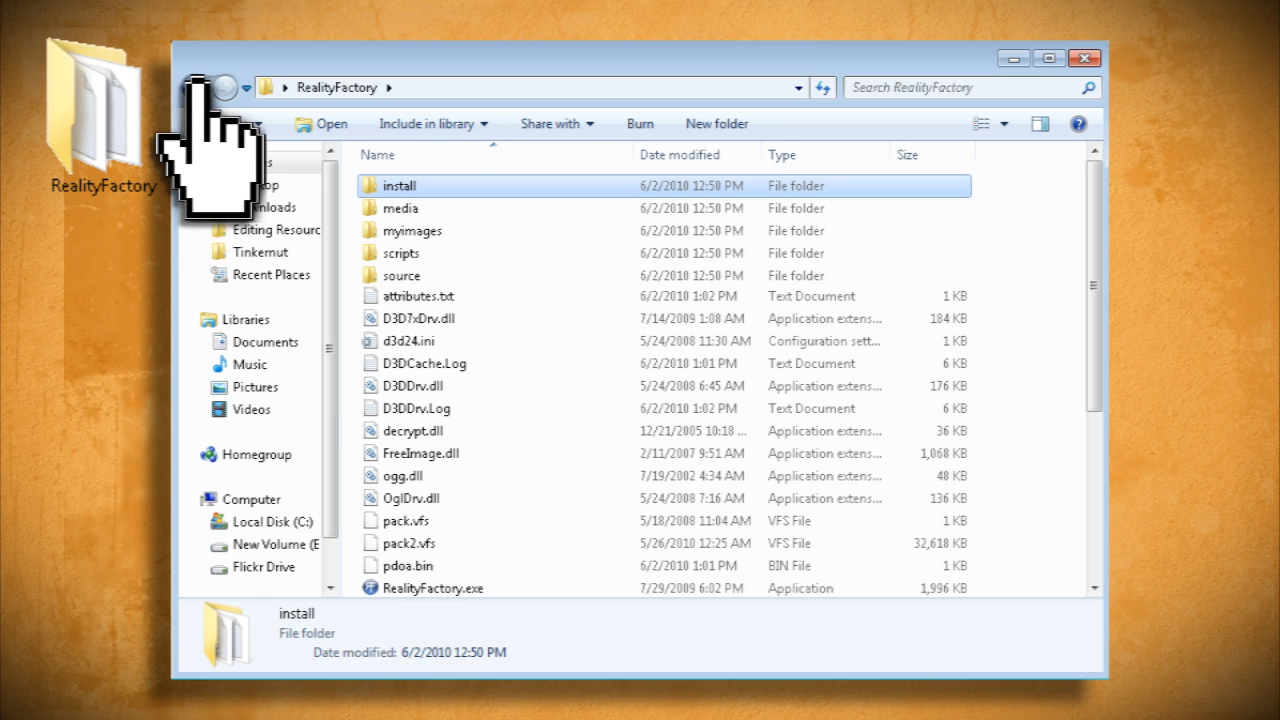 RealityFactory
RealityFactory
Search RealityFactory
Open Include in library Share with Burn New folder
Name Date modified Type Size
install 6/2/2010 12:50 PM File folder
media 6/2/2010 12:50 PM File folder
myimages 6/2/2010 12:50 PM File folder
scripts 6/2/2010 12:50 PM File folder
source 6/2/2010 12:50 PM File folder
attributes.txt 6/2/2010 1:02 PM Text Document 1 KB
D3D7xDrv.dll 7/14/2009 1:08 AM Application extens... 184 KB
d3d24.ini 5/24/2008 11:30 AM Configuration sett... 1 KB
D3DCache.Log 6/2/2010 1:01 PM Text Document 6 KB
D3DDrv.dll 5/24/2008 6:45 AM Application extens... 176 KB
D3DDrv.Log 6/2/2010 1:02 PM Text Document 6 KB
decrypt.dll 12/21/2005 10:18 ... Application extens... 36 KB
FreeImage.dll 2/11/2007 9:51 AM Application extens... 1,068 KB
ogg.dll 7/19/2002 4:34 AM Application extens... 48 KB
OglDrv.dll 5/24/2008 7:16 AM Application extens... 136 KB
pack.vfs 5/18/2008 11:04 AM VFS File 1 KB
pack2.vfs 5/26/2010 12:25 AM VFS File 32,618 KB
pdoa.bin 6/2/2010 1:01 PM BIN File 1 KB
RealityFactory.exe 7/29/2009 6:02 PM Application 1,996 KB
Editing Resourc
Tinkernut
Recent Places
Libraries
Documents
Music
Pictures
Videos
Homegroup
Computer
Local Disk (C:)
New Volume (E
Flickr Drive
install
File folder
Date modified: 6/2/2010 12:50 PM